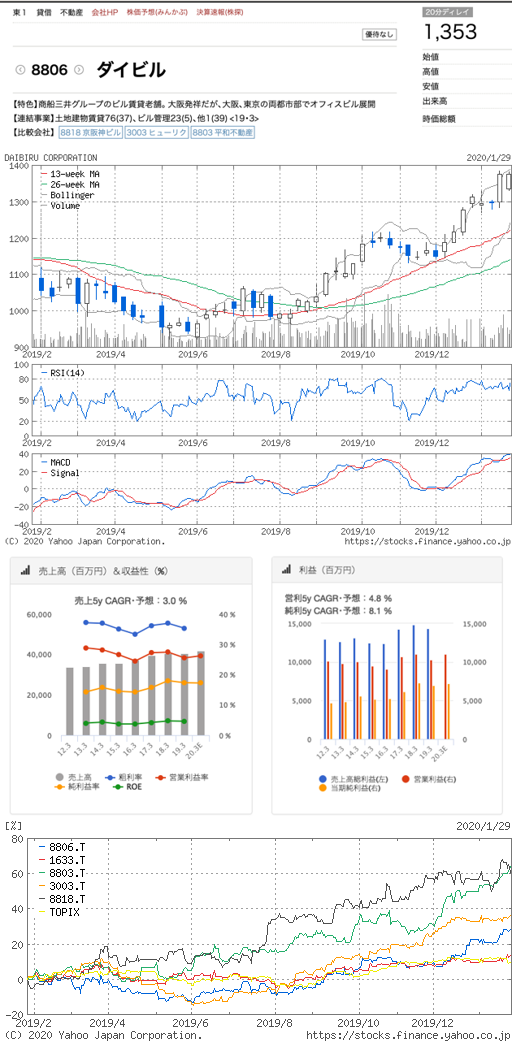 東1 貸借 不動産 会社HP 株価予想(みんかぶ) 決算速報(株探)
20分ディレイ
1,353
優待なし
8806 ダイビル
始値
高値
安値
出来高
時価総額
【特色】商船三井グループのビル賃貸老舗。大阪発祥だが、大阪、東京の両都市部でオフィスビル展開
【連結事業】土地建物賃貸76(37)、ビル管理23(5)、他1(39) <19・3>
【比較会社】 8818 京阪神ビル 3003 ヒューリック 8803 平和不動産
DAIBIRU CORPORATION 2020/1/29
1400
1300
1200
1100
1000
900
13-week MA
26-week MA
Bollinger
Volume
2019/2 2019/4 2019/6 2019/8 2019/10 2019/12
100
80
60
40
20
0
RSI(14)
2019/2 2019/4 2019/6 2019/8 2019/10 2019/12
40
20
0
-20
-40
MACD
Signal
2019/2 2019/4 2019/6 2019/8 2019/10 2019/12
(C) 2020 Yahoo Japan Corporation. https://stocks.finance.yahoo.co.jp
売上高（百万円）＆収益性（%）
売上5y CAGR・予想：3.0 %
60,000
40,000
20,000
0
40 %
30 %
20 %
10 %
0 %
12.3 13.3 14.3 15.3 16.3 17.3 18.3 19.3 20.3E
売上高 粗利率 営業利益率
純利益率 ROE
利益（百万円）
営利5y CAGR・予想：4.8 %
純利5y CAGR・予想：8.1 %
15,000
10,000
5,000
0
15,000
10,000
5,000
0
12.3 13.3 14.3 15.3 16.3 17.3 18.3 19.3 20.3E
売上高総利益(左) 営業利益(右)
当期純利益(右)
[%] 2020/1/29
80
60
40
20
0
-20
8806.T
1633.T
8803.T
3003.T
8818.T
TOPIX
2019/2 2019/4 2019/6 2019/8 2019/10 2019/12
(C) 2020 Yahoo Japan Corporation. https://stocks.finance.yahoo.co.jp